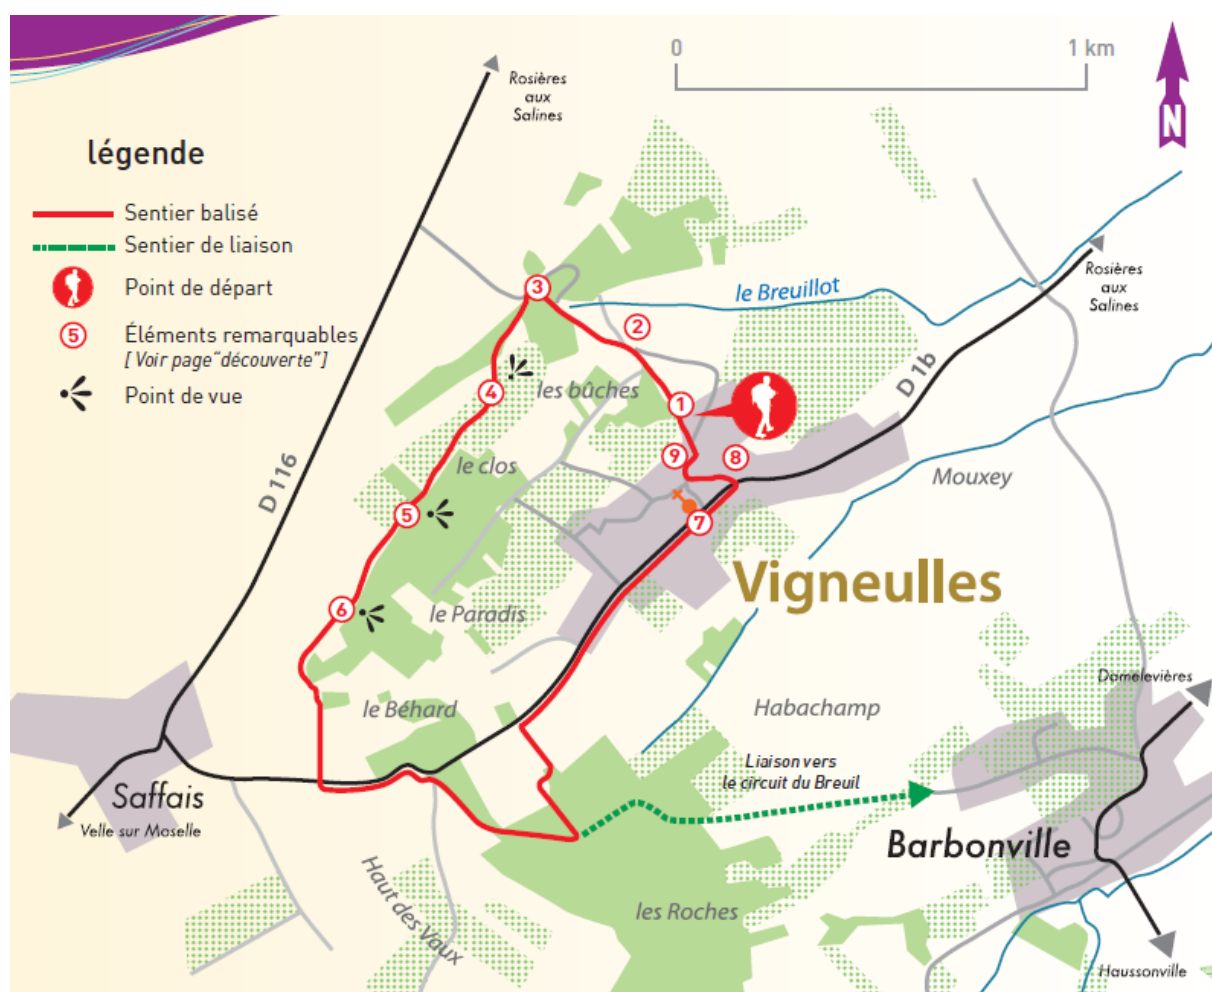 0
1 km
N
Rosières
aux
Salines
légende
Sentier balisé
Sentier de liaison
Point de départ
5
Éléments remarquables
[ Voir page "découverte"]
Point de vue
Rosières
aux
Salines
le Breuillot
3
2
D 1b
les bûches
4
1
le clos
9
8
Mouxey
D 116
5
7
Vigneulles
6
le Paradis
Damelevières
le Béhard
Habachamp
Liaison vers
le circuit du Breuil
Saffais
Velle sur Moselle
Barbonville
Haut des Vaux
les Roches
Haussonville